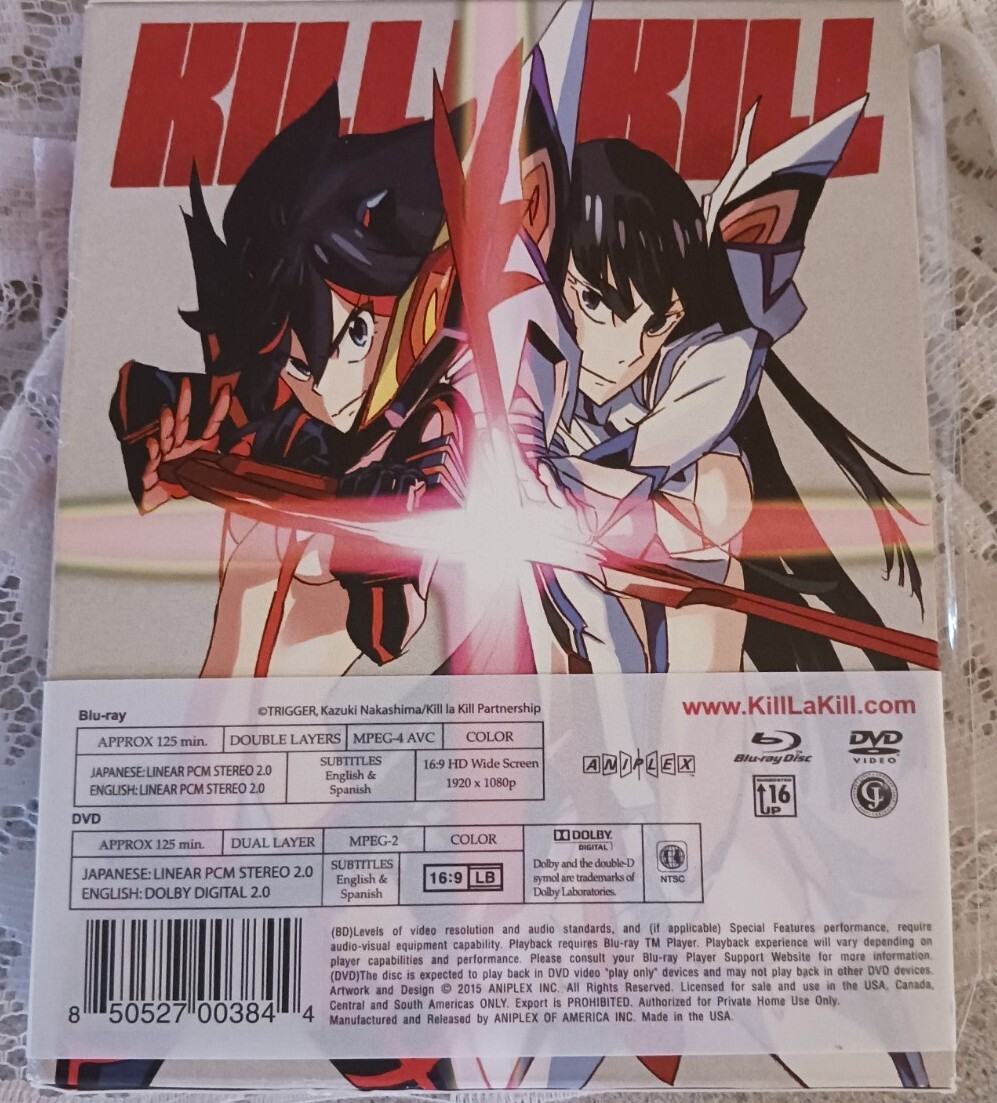 KILL la KILL
Blu-ray
©TRIGGER, Kazuki Nakashima/Kill la Kill Partnership
www.KillLaKill.com
APPROX 125 min. DOUBLE LAYERS MPEG-4 AVC COLOR
JAPANESE: LINEAR PCM STEREO 2.0
ENGLISH: LINEAR PCM STEREO 2.0
SUBTITLES
English &
Spanish
16:9 HD Wide Screen
1920 x 1080p
ANIPLEX
Blu-ray Disc
DVD
VIDEO
16
UP
DVD
APPROX 125 min. DUAL LAYER MPEG-2 COLOR
JAPANESE: LINEAR PCM STEREO 2.0
ENGLISH: DOLBY DIGITAL 2.0
SUBTITLES
English &
Spanish
16:9 LB
DOLBY
DIGITAL
Dolby and the double-D
symol are trademarks of
Dolby Laboratories.
NTSC
(BD)Levels of video resolution and audio standards, and (if applicable) Special Features performance, require
audio-visual equipment capability. Playback requires Blu-ray TM Player. Playback experience will vary depending on
player capabilities and performance. Please consult your Blu-ray Player Support Website for more information.
(DVD)The disc is expected to play back in DVD video "play only" devices and may not play back in other DVD devices.
Artwork and Design © 2015 ANIPLEX INC. All Rights Reserved. Licensed for sale and use in the USA, Canada,
Central and South Americas ONLY. Export is PROHIBITED. Authorized for Private Home Use Only.
Manufactured and Released by ANIPLEX OF AMERICA INC. Made in the USA.
8 50527 00384 4